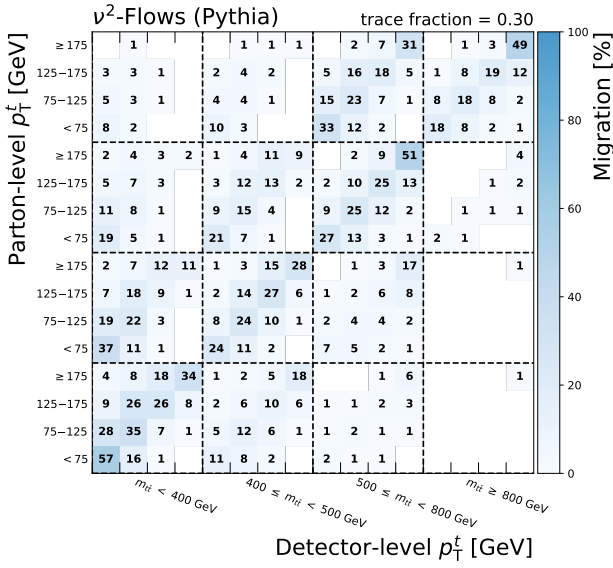 ν²-Flows (Pythia) trace fraction = 0.30
Parton-level p_T^t [GeV]
≥ 175 1 1 1 1 2 7 31 1 3 49
125−175 3 3 1 2 4 2 5 16 18 5 1 8 19 12
75−125 5 3 1 4 4 1 15 23 7 1 8 18 8 2
< 75 8 2 10 3 33 12 2 18 8 2 1
≥ 175 2 4 3 2 1 4 11 9 2 9 51 4
125−175 5 7 3 3 12 13 2 2 10 25 13 1 2
75−125 11 8 1 9 15 4 9 25 12 2 1 1 1
< 75 19 5 1 21 7 1 27 13 3 1 2 1
≥ 175 2 7 12 11 1 3 15 28 1 3 17 1
125−175 7 18 9 1 2 14 27 6 1 2 6 8
75−125 19 22 3 8 24 10 1 2 4 4 2
< 75 37 11 1 24 11 2 7 5 2 1
≥ 175 4 8 18 34 1 2 5 18 1 6 1
125−175 9 26 26 8 2 6 10 6 1 1 2 3
75−125 28 35 7 1 5 12 6 1 1 2 1 1
< 75 57 16 1 11 8 2 2 1 1
m_{tt̄} < 400 GeV
400 ≤ m_{tt̄} < 500 GeV
500 ≤ m_{tt̄} < 800 GeV
m_{tt̄} ≥ 800 GeV
Detector-level p_T^t [GeV]
100
80
60
40
20
0
Migration [%]